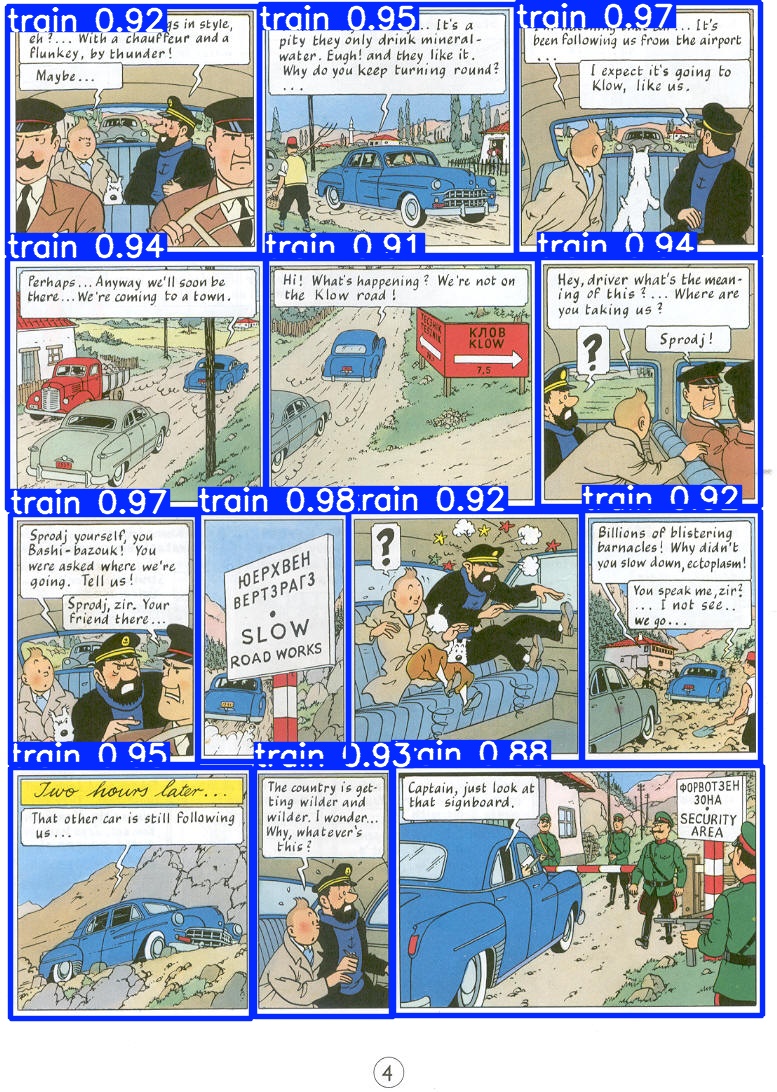 train 0.92
gs in style,
eh?... With a chauffeur and a
flunkey, by thunder!
Maybe...
train 0.95
... It's a
pity they only drink mineral-
water. Eugh! and they like it.
Why do you keep turning round?
...
train 0.97
... It's
been following us from the airport
...
I expect it's going to
Klow, like us.
train 0.94
Perhaps... Anyway we'll soon be
there... We're coming to a town.
train 0.91
Hi! What's happening? We're not on
the Klow road!
КЛОВ
KLOW
7,5
train 0.94
Hey, driver what's the mean-
ing of this?... Where are
you taking us?
?
Sprodj!
train 0.97
Sprodj yourself, you
Bashi-bazouk! You
were asked where we're
going. Tell us!
Sprodj, zir. Your
friend there...
train 0.98
ЮЕРХВЕН
ВЕРТЗРАГЗ
SLOW
ROAD WORKS
rain 0.92
?
train 0.92
Billions of blistering
barnacles! Why didn't
you slow down, ectoplasm!
You speak me, zir?
... I not see..
we go...
train 0.95
Two hours later...
That other car is still following
us...
train 0.93
The country is get-
ting wilder and
wilder. I wonder...
Why, whatever's
this?
ain 0.88
Captain, just look at
that signboard.
ФОРВОТЗЕН
ЗОНА
SECURITY
AREA
4